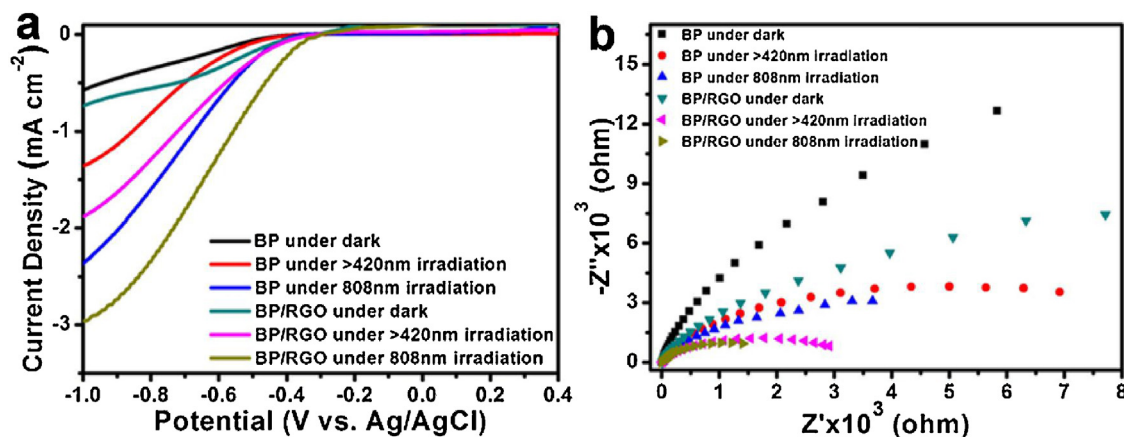 a
Current Density (mA cm-2)
0
-1
-2
-3
BP under dark
BP under >420nm irradiation
BP under 808nm irradiation
BP/RGO under dark
BP/RGO under >420nm irradiation
BP/RGO under 808nm irradiation
-1.0 -0.8 -0.6 -0.4 -0.2 0.0 0.2 0.4
Potential (V vs. Ag/AgCl)
b
-Z''x10³ (ohm)
15
12
9
6
3
0
BP under dark
BP under >420nm irradiation
BP under 808nm irradiation
BP/RGO under dark
BP/RGO under >420nm irradiation
BP/RGO under 808nm irradiation
0 1 2 3 4 5 6 7 8
Z'x10³ (ohm)